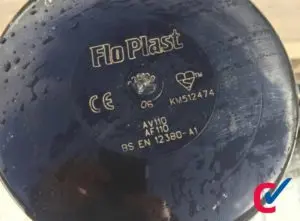 FloPlast
CE
06
KM512474
AV110
AF110
BS EN 12380-A1